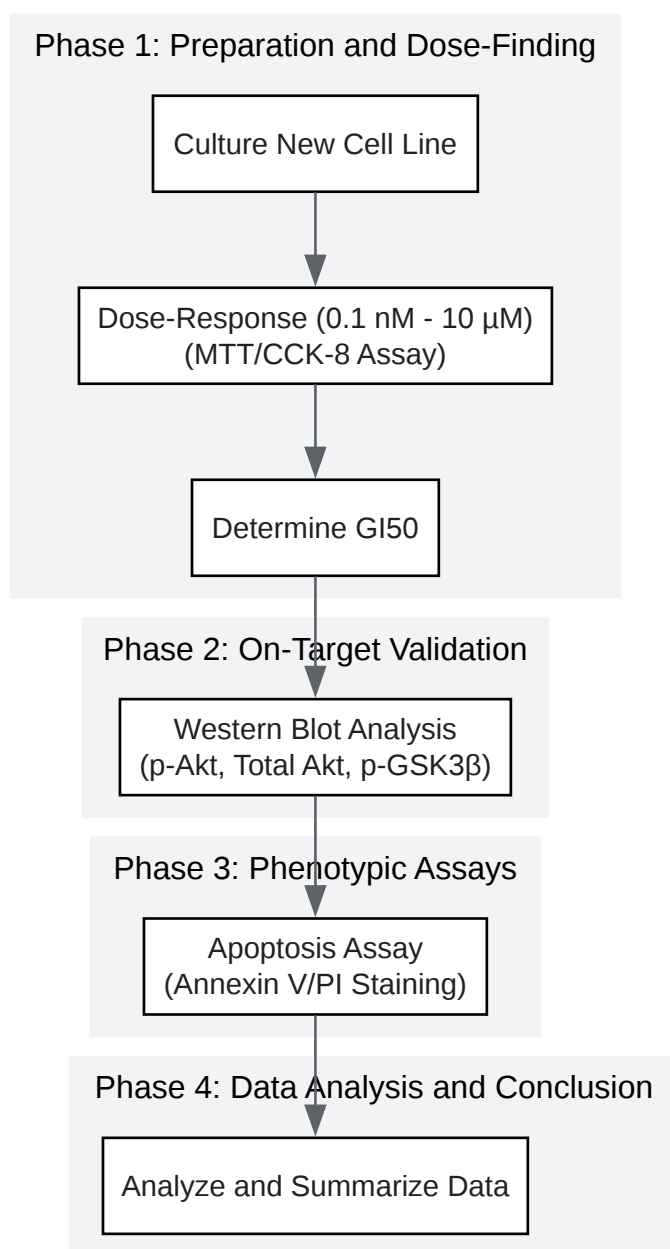 Phase 1: Preparation and Dose-Finding
Culture New Cell Line
Dose-Response (0.1 nM - 10 µM)
(MTT/CCK-8 Assay)
Determine GI50
Phase 2: On-Target Validation
Western Blot Analysis
(p-Akt, Total Akt, p-GSK3β)
Phase 3: Phenotypic Assays
Apoptosis Assay
(Annexin V/PI Staining)
Phase 4: Data Analysis and Conclusion
Analyze and Summarize Data